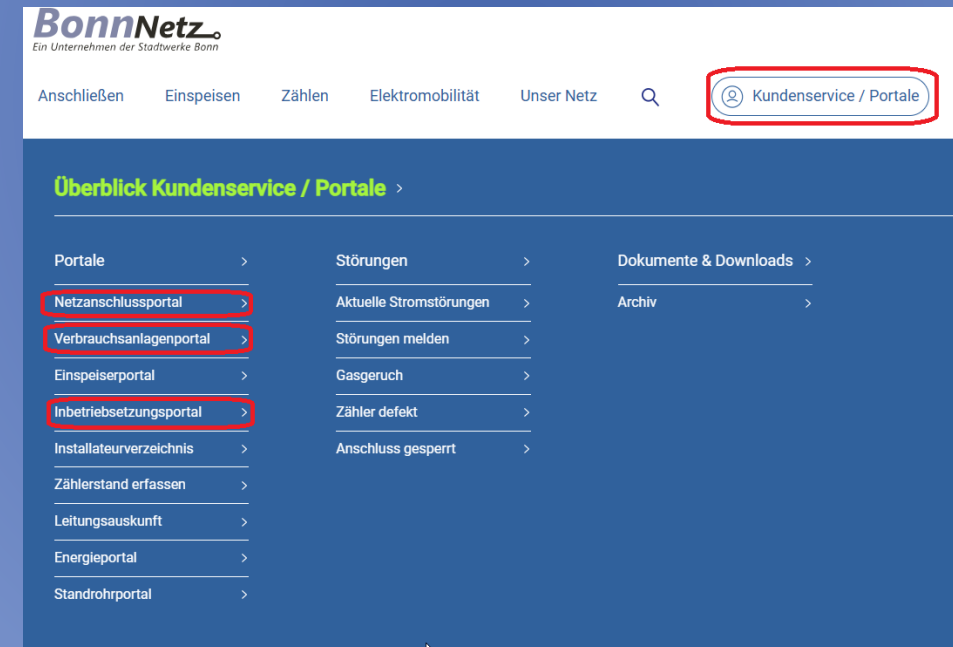 BonnNetz
Ein Unternehmen der Stadtwerke Bonn
Anschließen Einspeisen Zählen Elektromobilität Unser Netz Kundenservice / Portale
Überblick Kundenservice / Portale
Portale
Netzanschlussportal
Verbrauchsanlagenportal
Einspeiserportal
Inbetriebsetzungsportal
Installateurverzeichnis
Zählerstand erfassen
Leitungsauskunft
Energieportal
Standrohrportal
Störungen
Aktuelle Stromstörungen
Störungen melden
Gasgeruch
Zähler defekt
Anschluss gesperrt
Dokumente & Downloads
Archiv